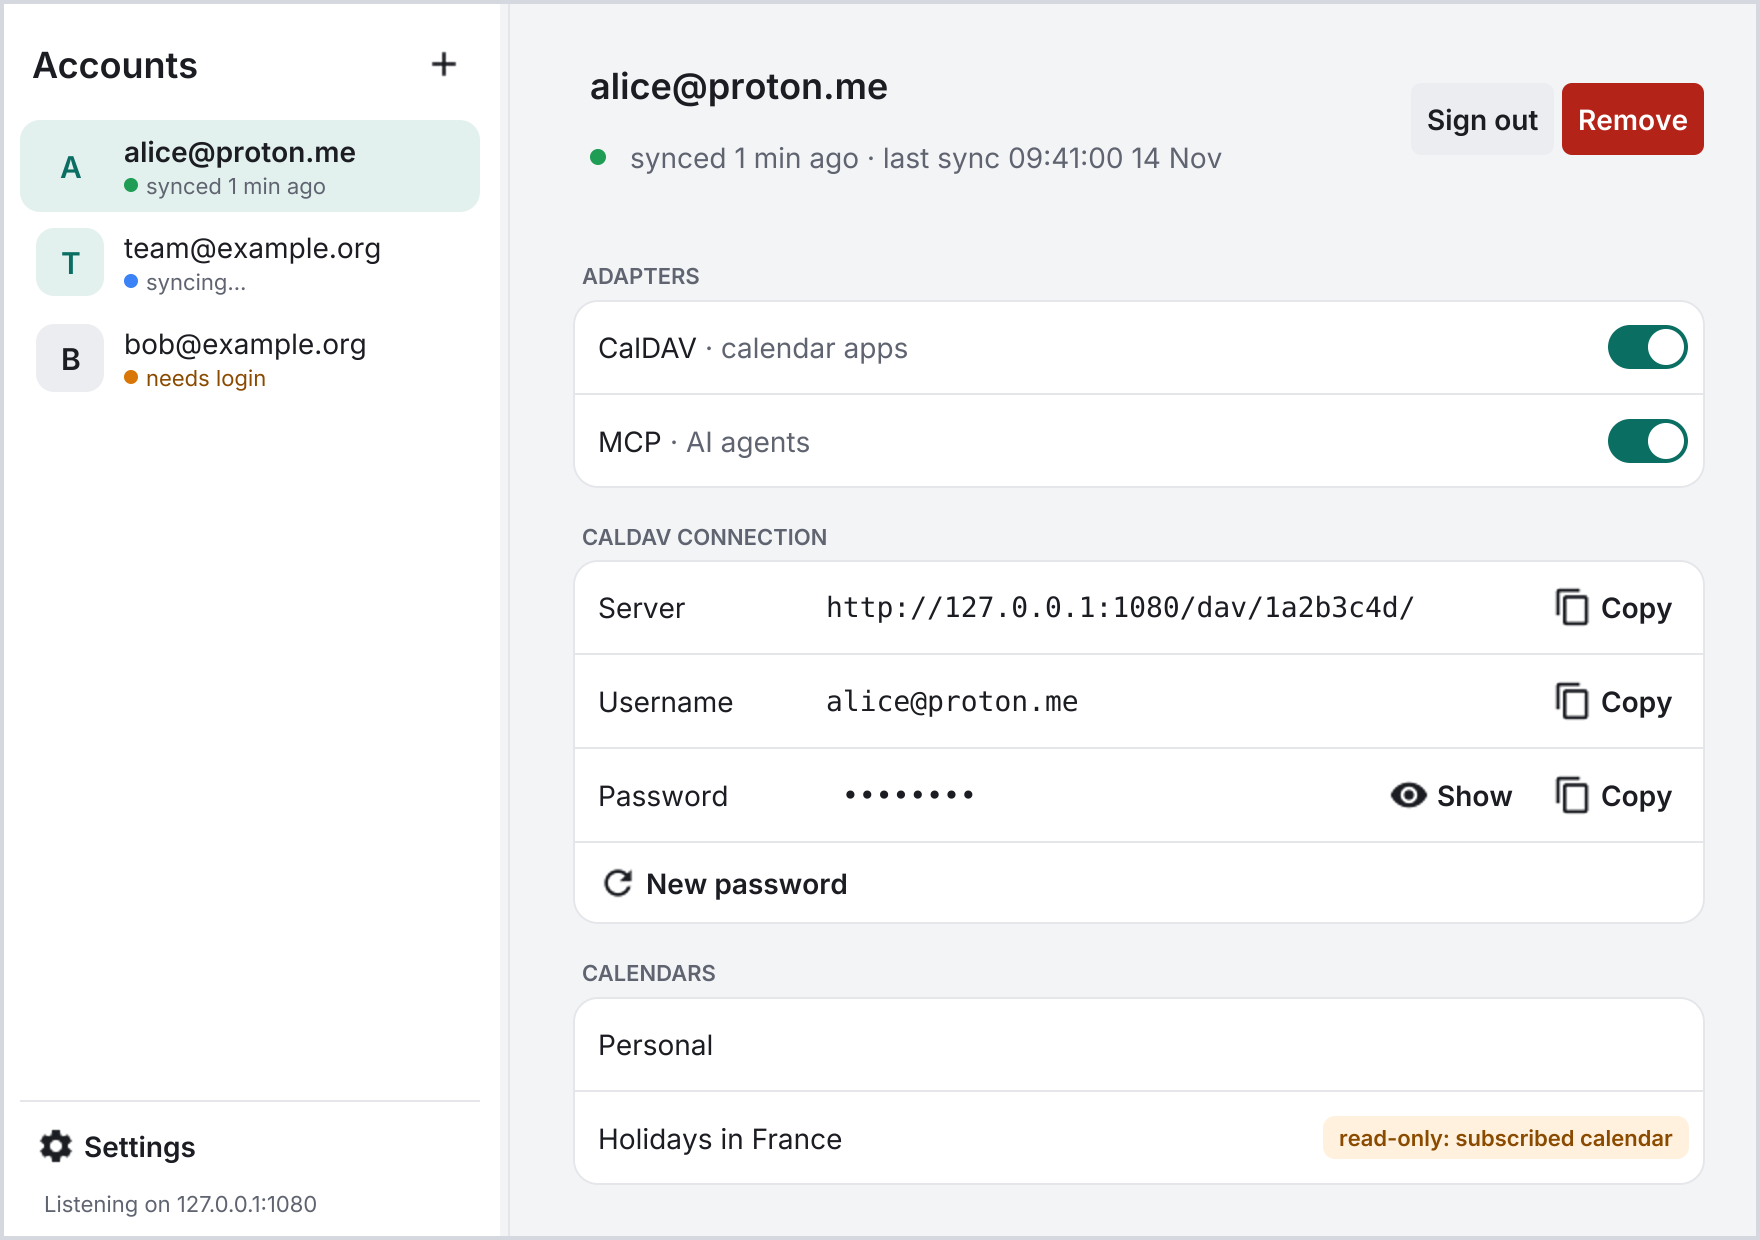 Accounts
A
alice@proton.me
synced 1 min ago
T
team@example.org
syncing...
B
bob@example.org
needs login
Settings
Listening on 127.0.0.1:1080
alice@proton.me
synced 1 min ago · last sync 09:41:00 14 Nov
Sign out
Remove
ADAPTERS
CalDAV · calendar apps
MCP · AI agents
CALDAV CONNECTION
Server http://127.0.0.1:1080/dav/1a2b3c4d/ Copy
Username alice@proton.me Copy
Password •••••••• Show Copy
New password
CALENDARS
Personal
Holidays in France read-only: subscribed calendar